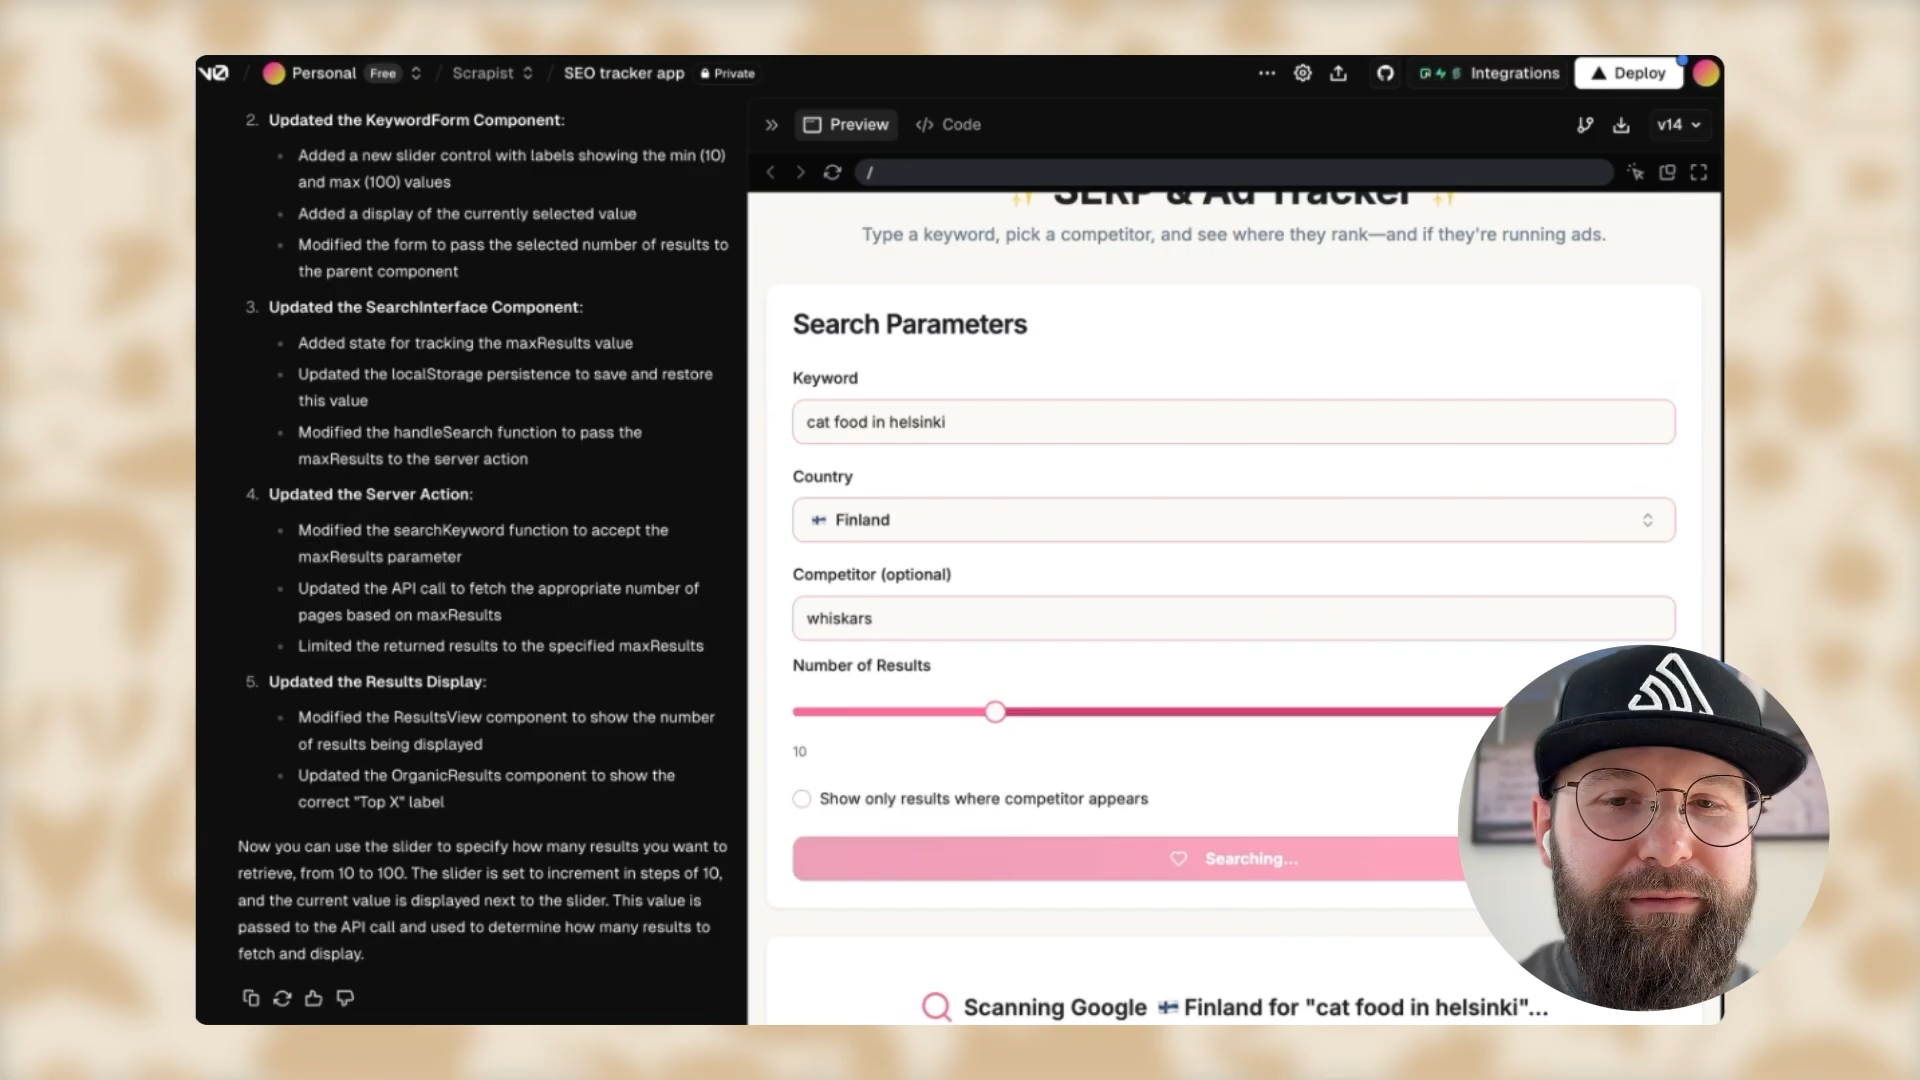 v0 / Personal Free / Scrapist / SEO tracker app Private
Integrations Deploy
2. Updated the KeywordForm Component:
Added a new slider control with labels showing the min (10)
and max (100) values
Added a display of the currently selected value
Modified the form to pass the selected number of results to
the parent component
3. Updated the SearchInterface Component:
Added state for tracking the maxResults value
Updated the localStorage persistence to save and restore
this value
Modified the handleSearch function to pass the
maxResults to the server action
4. Updated the Server Action:
Modified the searchKeyword function to accept the
maxResults parameter
Updated the API call to fetch the appropriate number of
pages based on maxResults
Limited the returned results to the specified maxResults
5. Updated the Results Display:
Modified the ResultsView component to show the number
of results being displayed
Updated the OrganicResults component to show the
correct "Top X" label
Now you can use the slider to specify how many results you want to
retrieve, from 10 to 100. The slider is set to increment in steps of 10,
and the current value is displayed next to the slider. This value is
passed to the API call and used to determine how many results to
fetch and display.
Preview </> Code v14
/
SERP & Ad Tracker
Type a keyword, pick a competitor, and see where they rank—and if they're running ads.
Search Parameters
Keyword
cat food in helsinki
Country
Finland
Competitor (optional)
whiskars
Number of Results
10
Show only results where competitor appears
Searching...
Scanning Google Finland for "cat food in helsinki"...